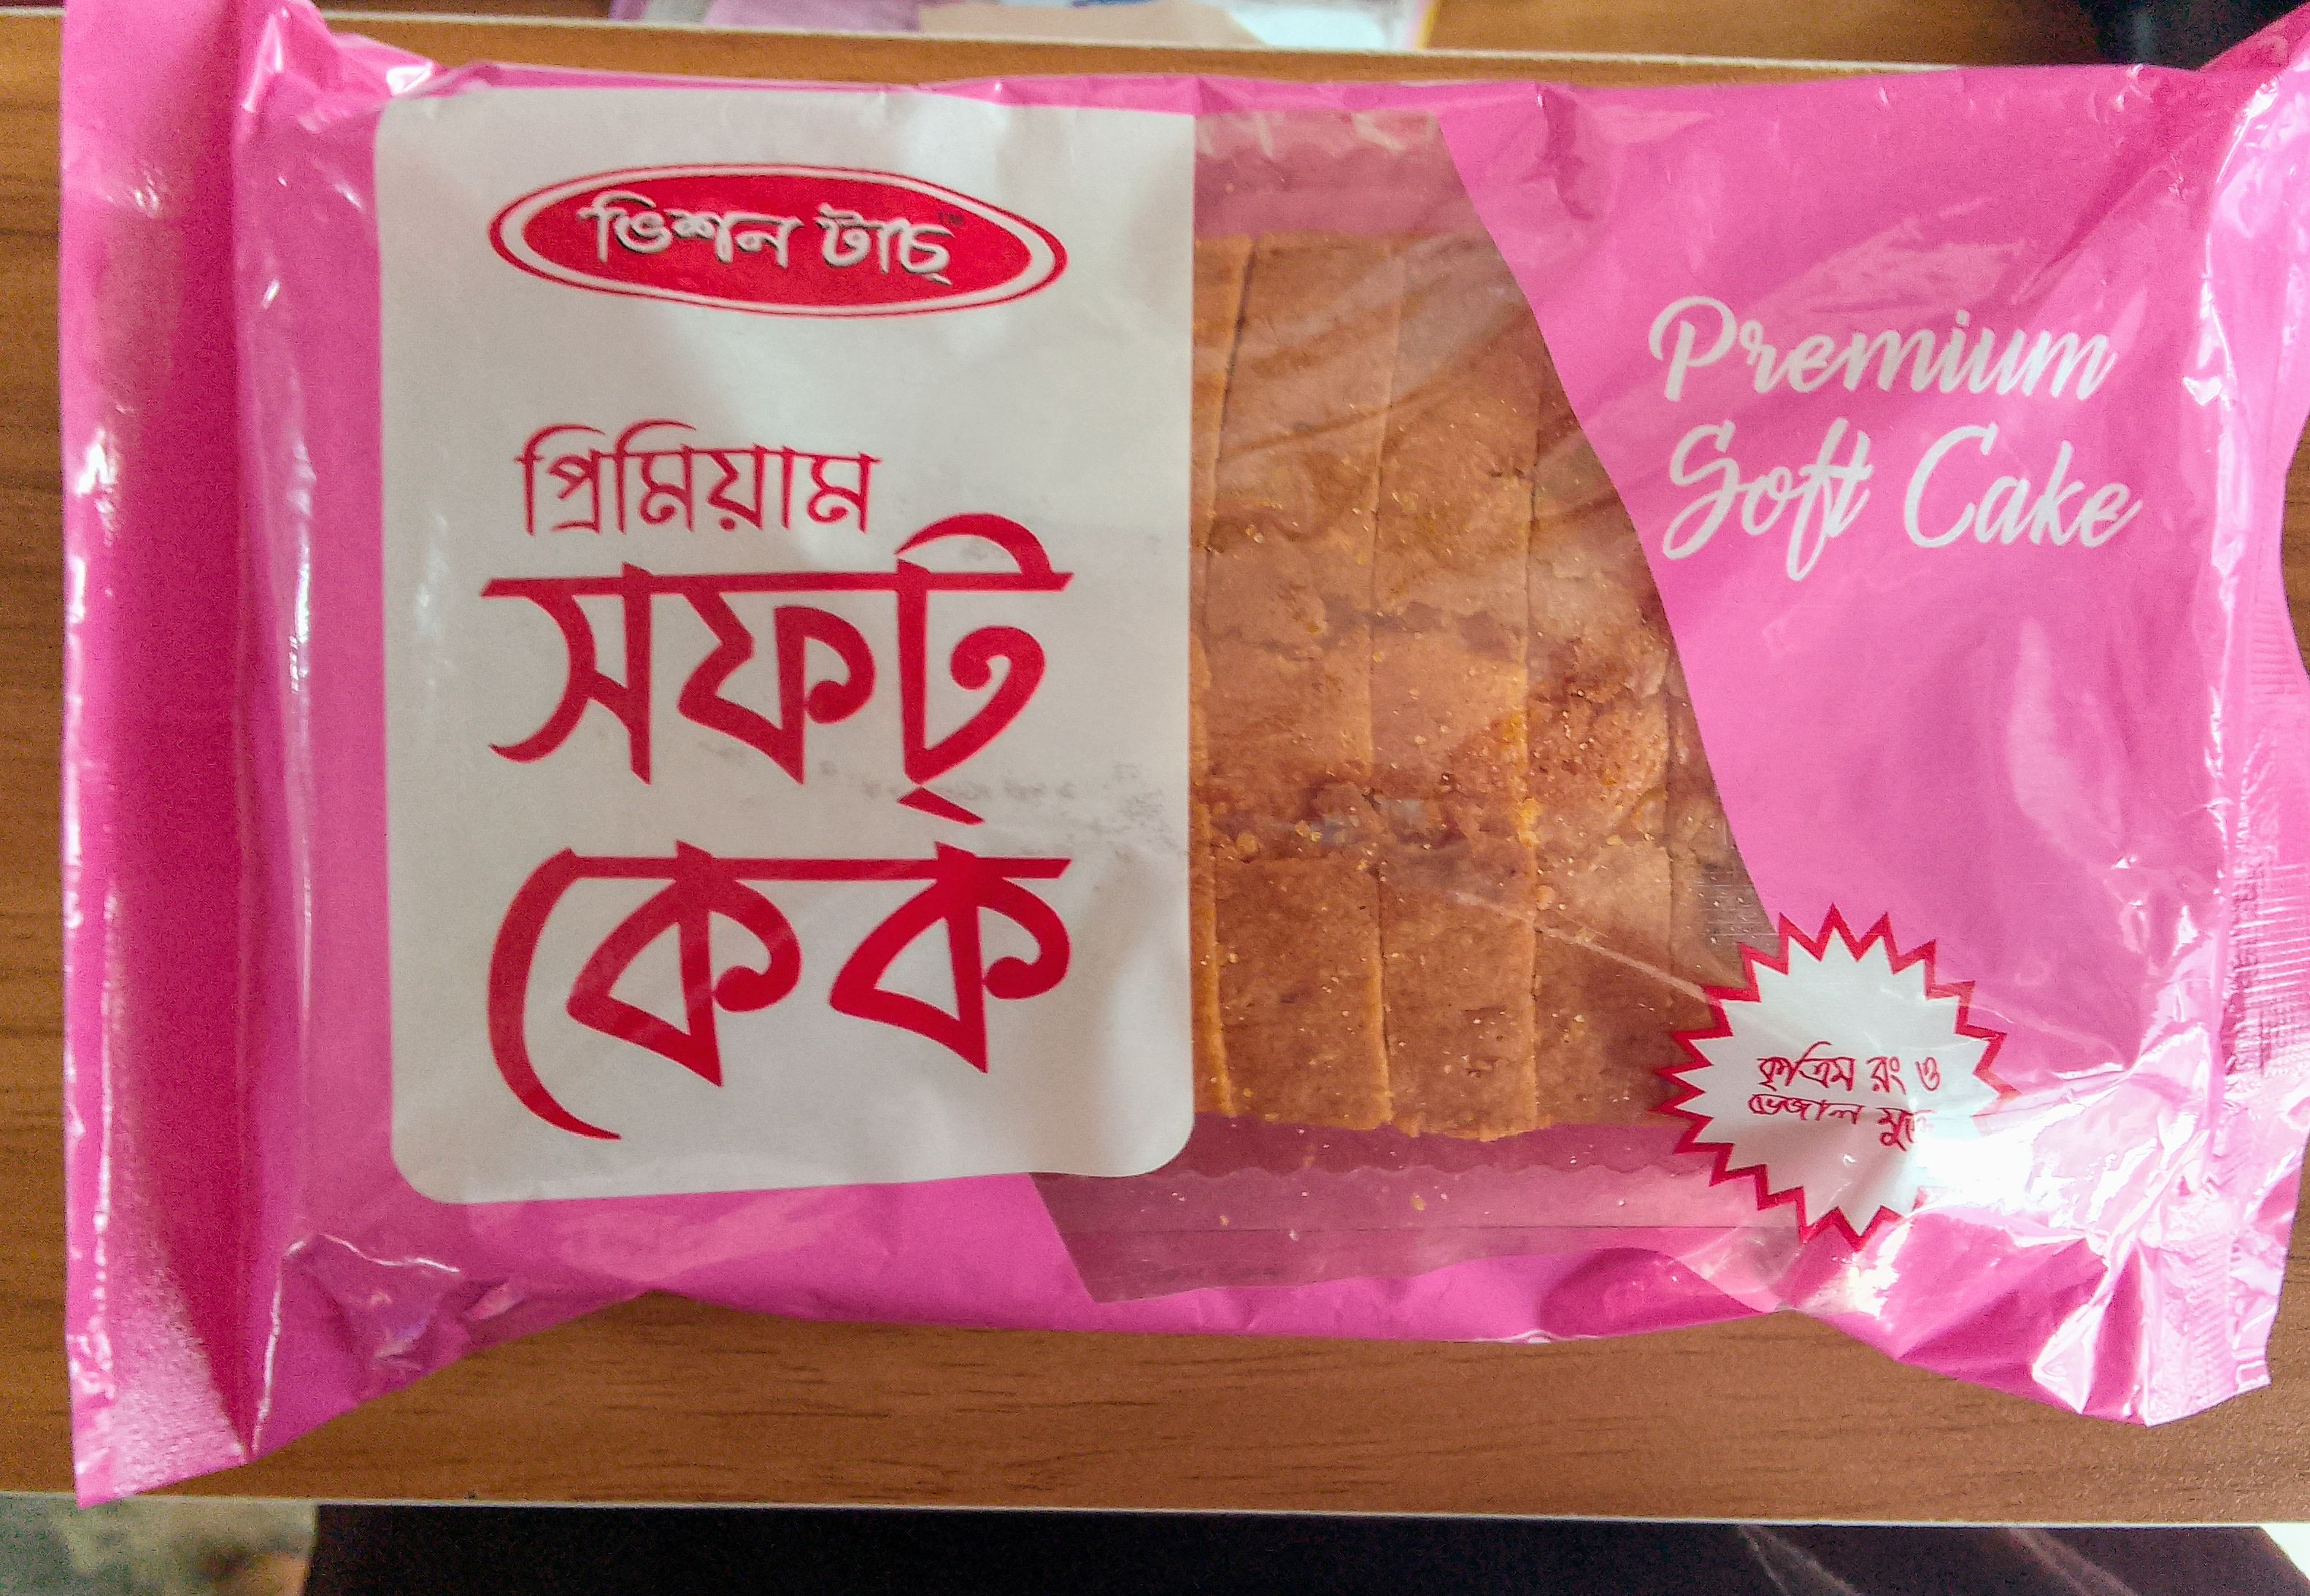 ভিশন টাচ্
প্রিমিয়াম
সফট্
কেক
Premium
Soft Cake
কৃত্রিম রং ও
ভেজাল মুক্ত